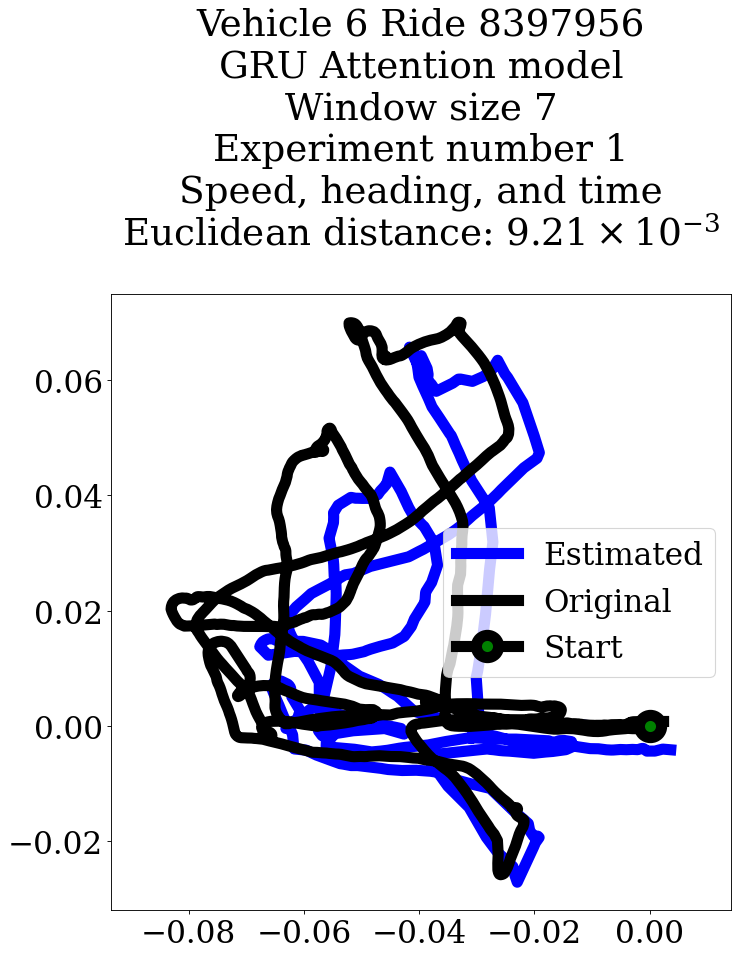 Vehicle 6 Ride 8397956
GRU Attention model
Window size 7
Experiment number 1
Speed, heading, and time
Euclidean distance: 9.21 × 10⁻³
0.06
0.04
0.02
0.00
−0.02
Estimated
Original
Start
−0.08 −0.06 −0.04 −0.02 0.00